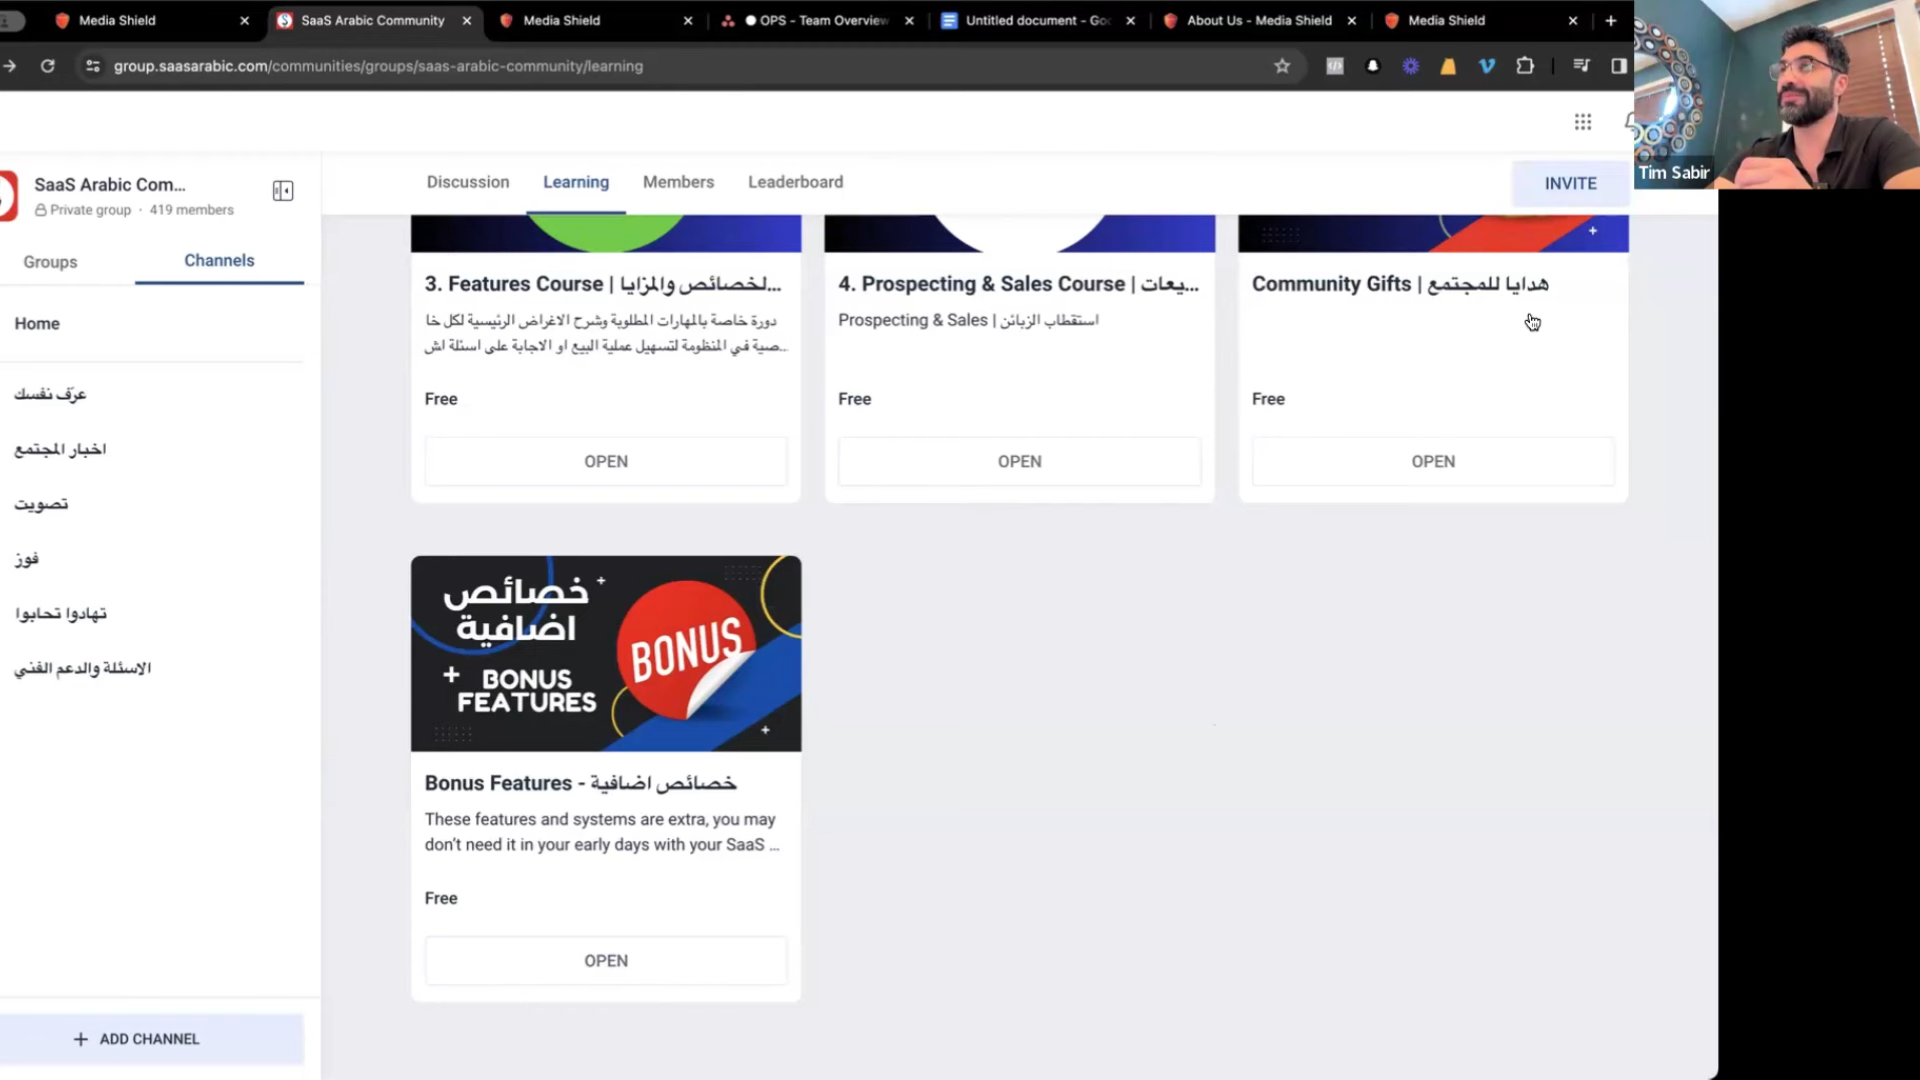 Media Shield
SaaS Arabic Community
Media Shield
OPS - Team Overview
Untitled document - Goo
About Us - Media Shield
Media Shield
group.saasarabic.com/communities/groups/saas-arabic-community/learning
Tim Sabir
SaaS Arabic Com...
Private group · 419 members
Groups
Channels
Home
عرّف نفسك
اخبار المجتمع
تصويت
فوز
تهادوا تحابوا
الاسئلة والدعم الفني
+ ADD CHANNEL
Discussion
Learning
Members
Leaderboard
INVITE
3. Features Course | لخصائص والمزايا...
دورة خاصة بالمهارات المطلوبة وشرح الاغراض الرئيسية لكل خا
صية في المنظومة لتسهيل عملية البيع او الاجابة على اسئلة اش...
Free
OPEN
4. Prospecting & Sales Course | يعات...
Prospecting & Sales | استقطاب الزبائن
Free
OPEN
Community Gifts | هدايا للمجتمع
Free
OPEN
خصائص
اضافية
BONUS
FEATURES
BONUS
Bonus Features - خصائص اضافية
These features and systems are extra, you may
don't need it in your early days with your SaaS ...
Free
OPEN